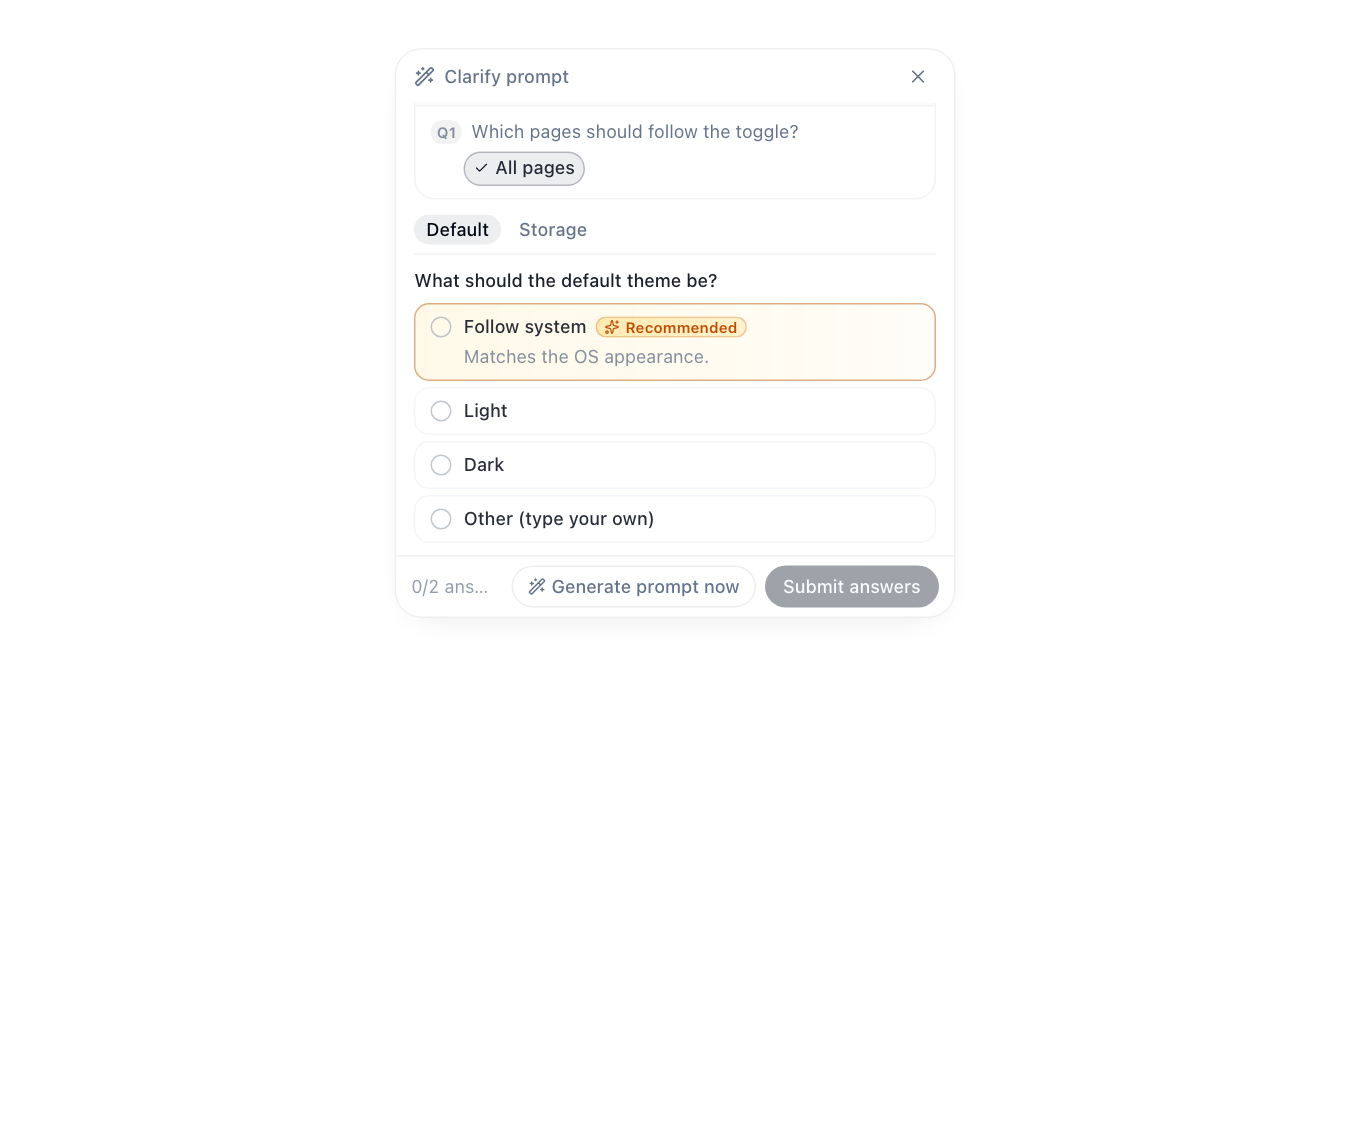 Clarify prompt
Q1 Which pages should follow the toggle?
All pages
Default Storage
What should the default theme be?
Follow system Recommended
Matches the OS appearance.
Light
Dark
Other (type your own)
0/2 ans... Generate prompt now Submit answers